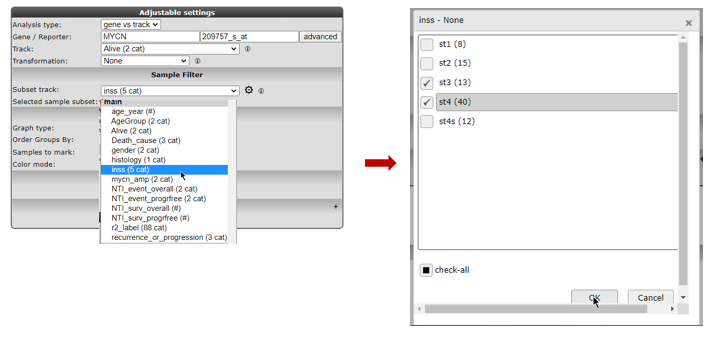 Adjustable settings
Analysis type: gene vs track
Gene / Reporter: MYCN 209757_s_at advanced
Track: Alive (2 cat)
Transformation: None
Sample Filter
Subset track: inss (5 cat)
Selected sample subset:
main
age_year (#)
AgeGroup (2 cat)
Alive (2 cat)
Graph type:
Death_cause (3 cat)
Order Groups By:
gender (2 cat)
Samples to mark:
histology (1 cat)
Color mode:
inss (5 cat)
mycn_amp (2 cat)
NTI_event_overall (2 cat)
NTI_event_progrfree (2 cat)
NTI_surv_overall (#)
NTI_surv_progrfree (#)
r2_label (88 cat)
recurrence_or_progression (3 cat)
inss - None
st1 (8)
st2 (15)
st3 (13)
st4 (40)
st4s (12)
check-all
OK Cancel